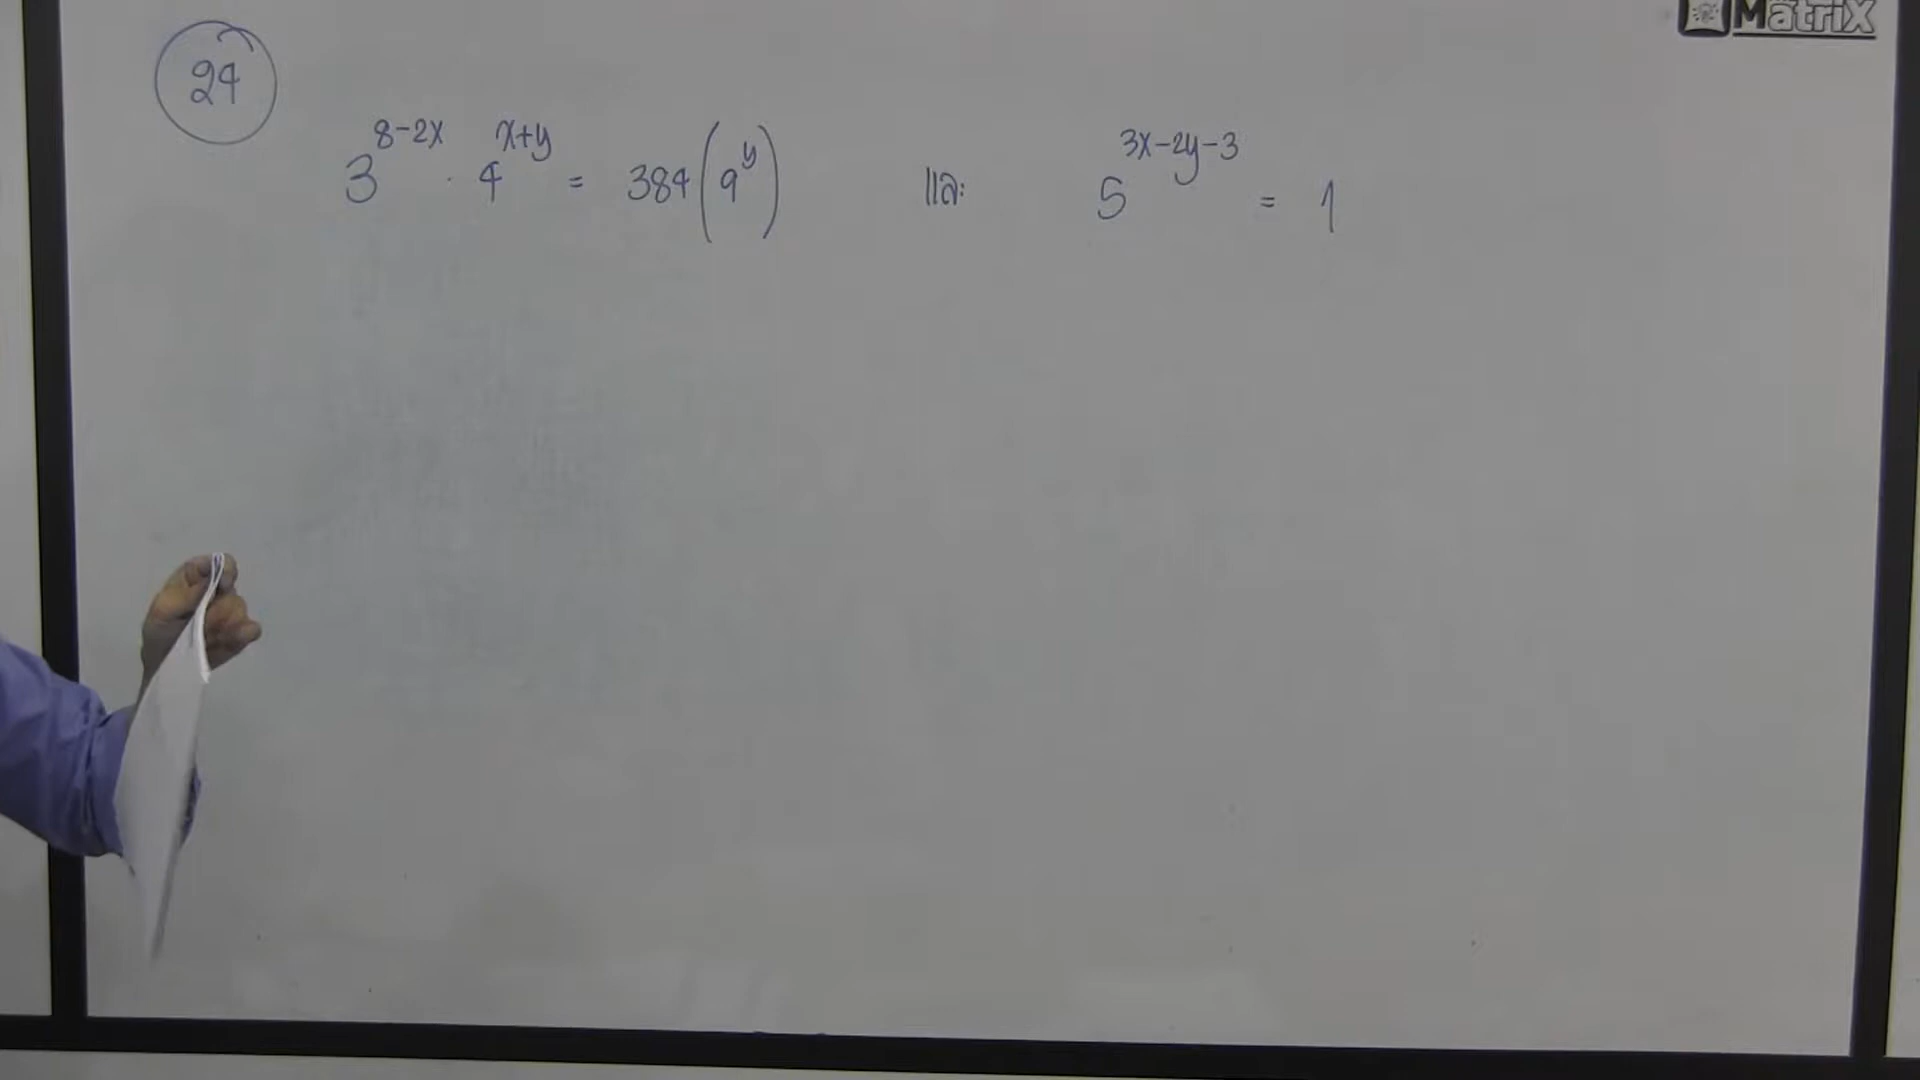 MatriX
24
3^{8-2x} · 4^{x+y} = 384(9^y) และ 5^{3x-2y-3} = 1